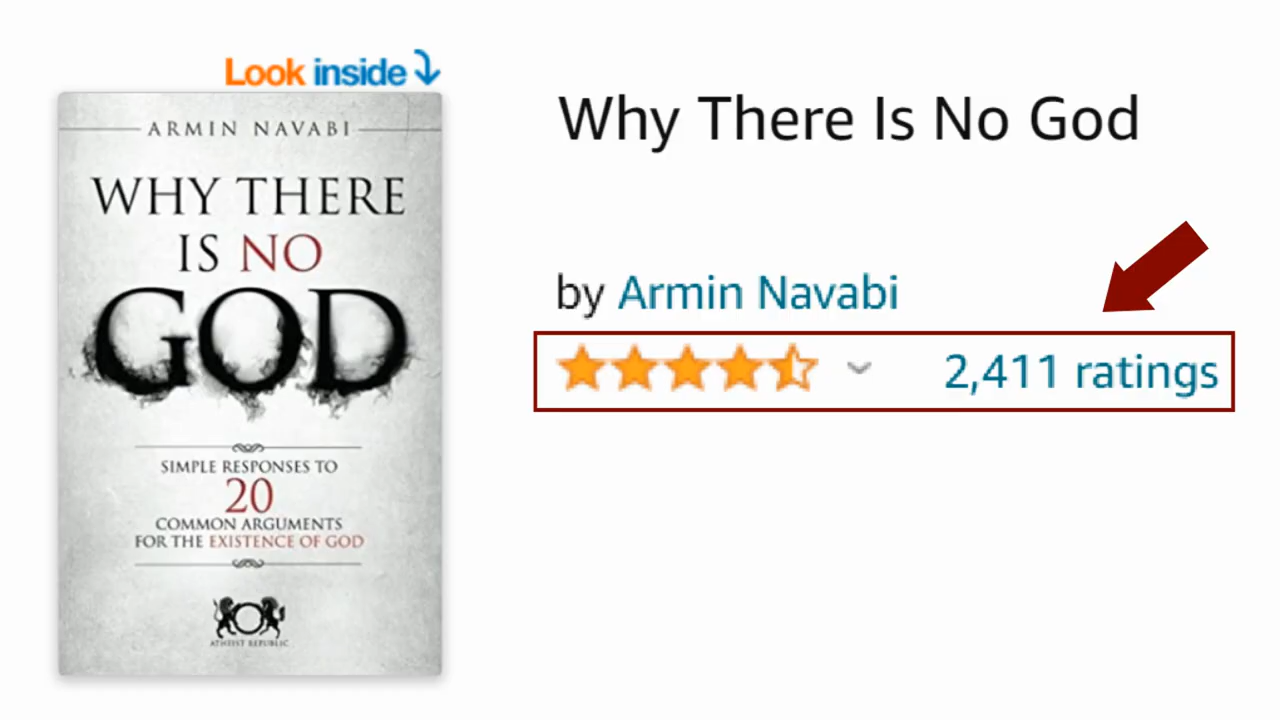 Look inside
ARMIN NAVABI
WHY THERE
IS NO
GOD
SIMPLE RESPONSES TO
20
COMMON ARGUMENTS
FOR THE EXISTENCE OF GOD
ATHEIST REPUBLIC
Why There Is No God
by Armin Navabi
2,411 ratings